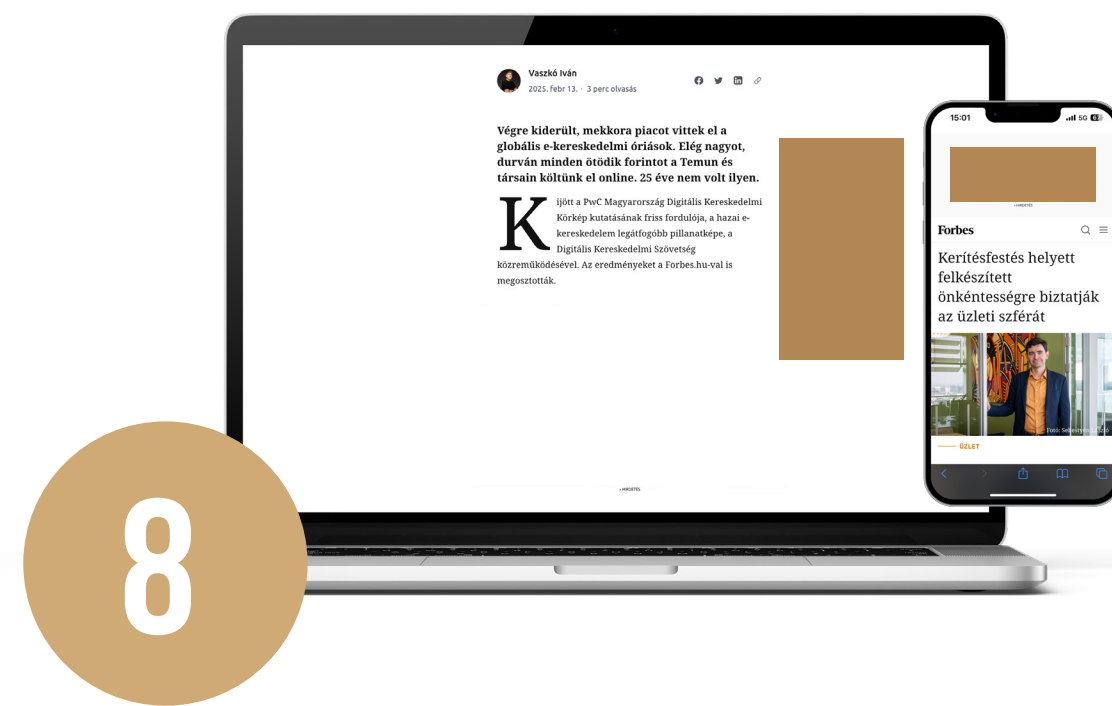 Vaszkó Iván
2025. febr 13. · 3 perc olvasás
Végre kiderült, mekkora piacot vittek el a
globális e-kereskedelmi óriások. Elég nagyot,
durván minden ötödik forintot a Temun és
társain költünk el online. 25 éve nem volt ilyen.
Kijött a PwC Magyarország Digitális Kereskedelmi
Körkép kutatásának friss fordulója, a hazai e-
kereskedelem legátfogóbb pillanatképe, a
Digitális Kereskedelmi Szövetség
közreműködésével. Az eredményeket a Forbes.hu-val is
megosztották.
HIRDETÉS
15:01
5G
HIRDETÉS
Forbes
Kerítésfestés helyett
felkészített
önkéntességre biztatják
az üzleti szférát
ÜZLET
8